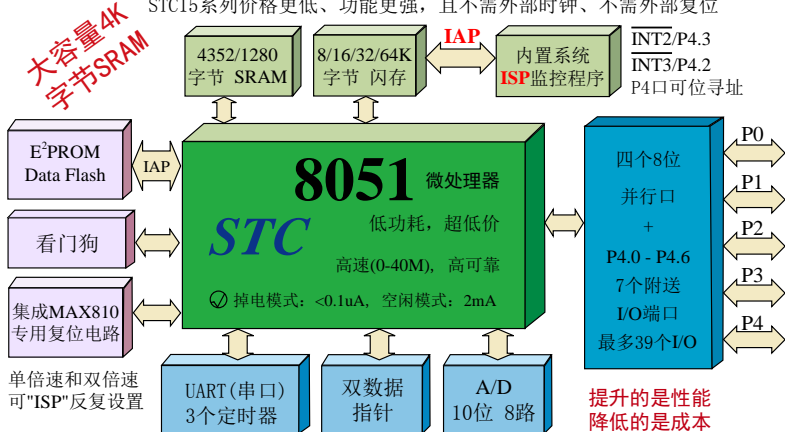 STC15系列价格更低、功能更强，且不需外部时钟、不需外部复位
大容量4K
字节SRAM
4352/1280
字节 SRAM
8/16/32/64K
字节 闪存
IAP
内置系统
ISP监控程序
INT2/P4.3
INT3/P4.2
P4口可位寻址
E²PROM
Data Flash
IAP
看门狗
集成MAX810
专用复位电路
单倍速和双倍速
可"ISP"反复设置
8051 微处理器
STC
低功耗，超低价
高速(0-40M)，高可靠
掉电模式：<0.1uA，空闲模式：2mA
四个8位
并行口
+
P4.0 - P4.6
7个附送
I/O端口
最多39个I/O
P0
P1
P2
P3
P4
UART(串口)
3个定时器
双数据
指针
A/D
10位 8路
提升的是性能
降低的是成本